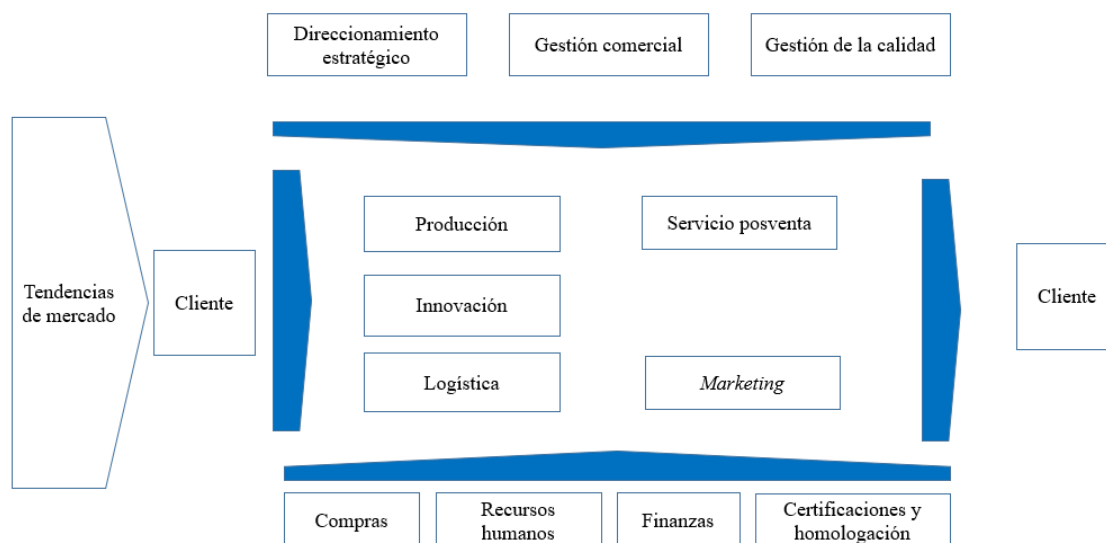 Direccionamiento
estratégico
Gestión comercial
Gestión de la calidad
Tendencias
de mercado
Cliente
Producción
Servicio posventa
Innovación
Logística
Marketing
Cliente
Compras
Recursos
humanos
Finanzas
Certificaciones y
homologación